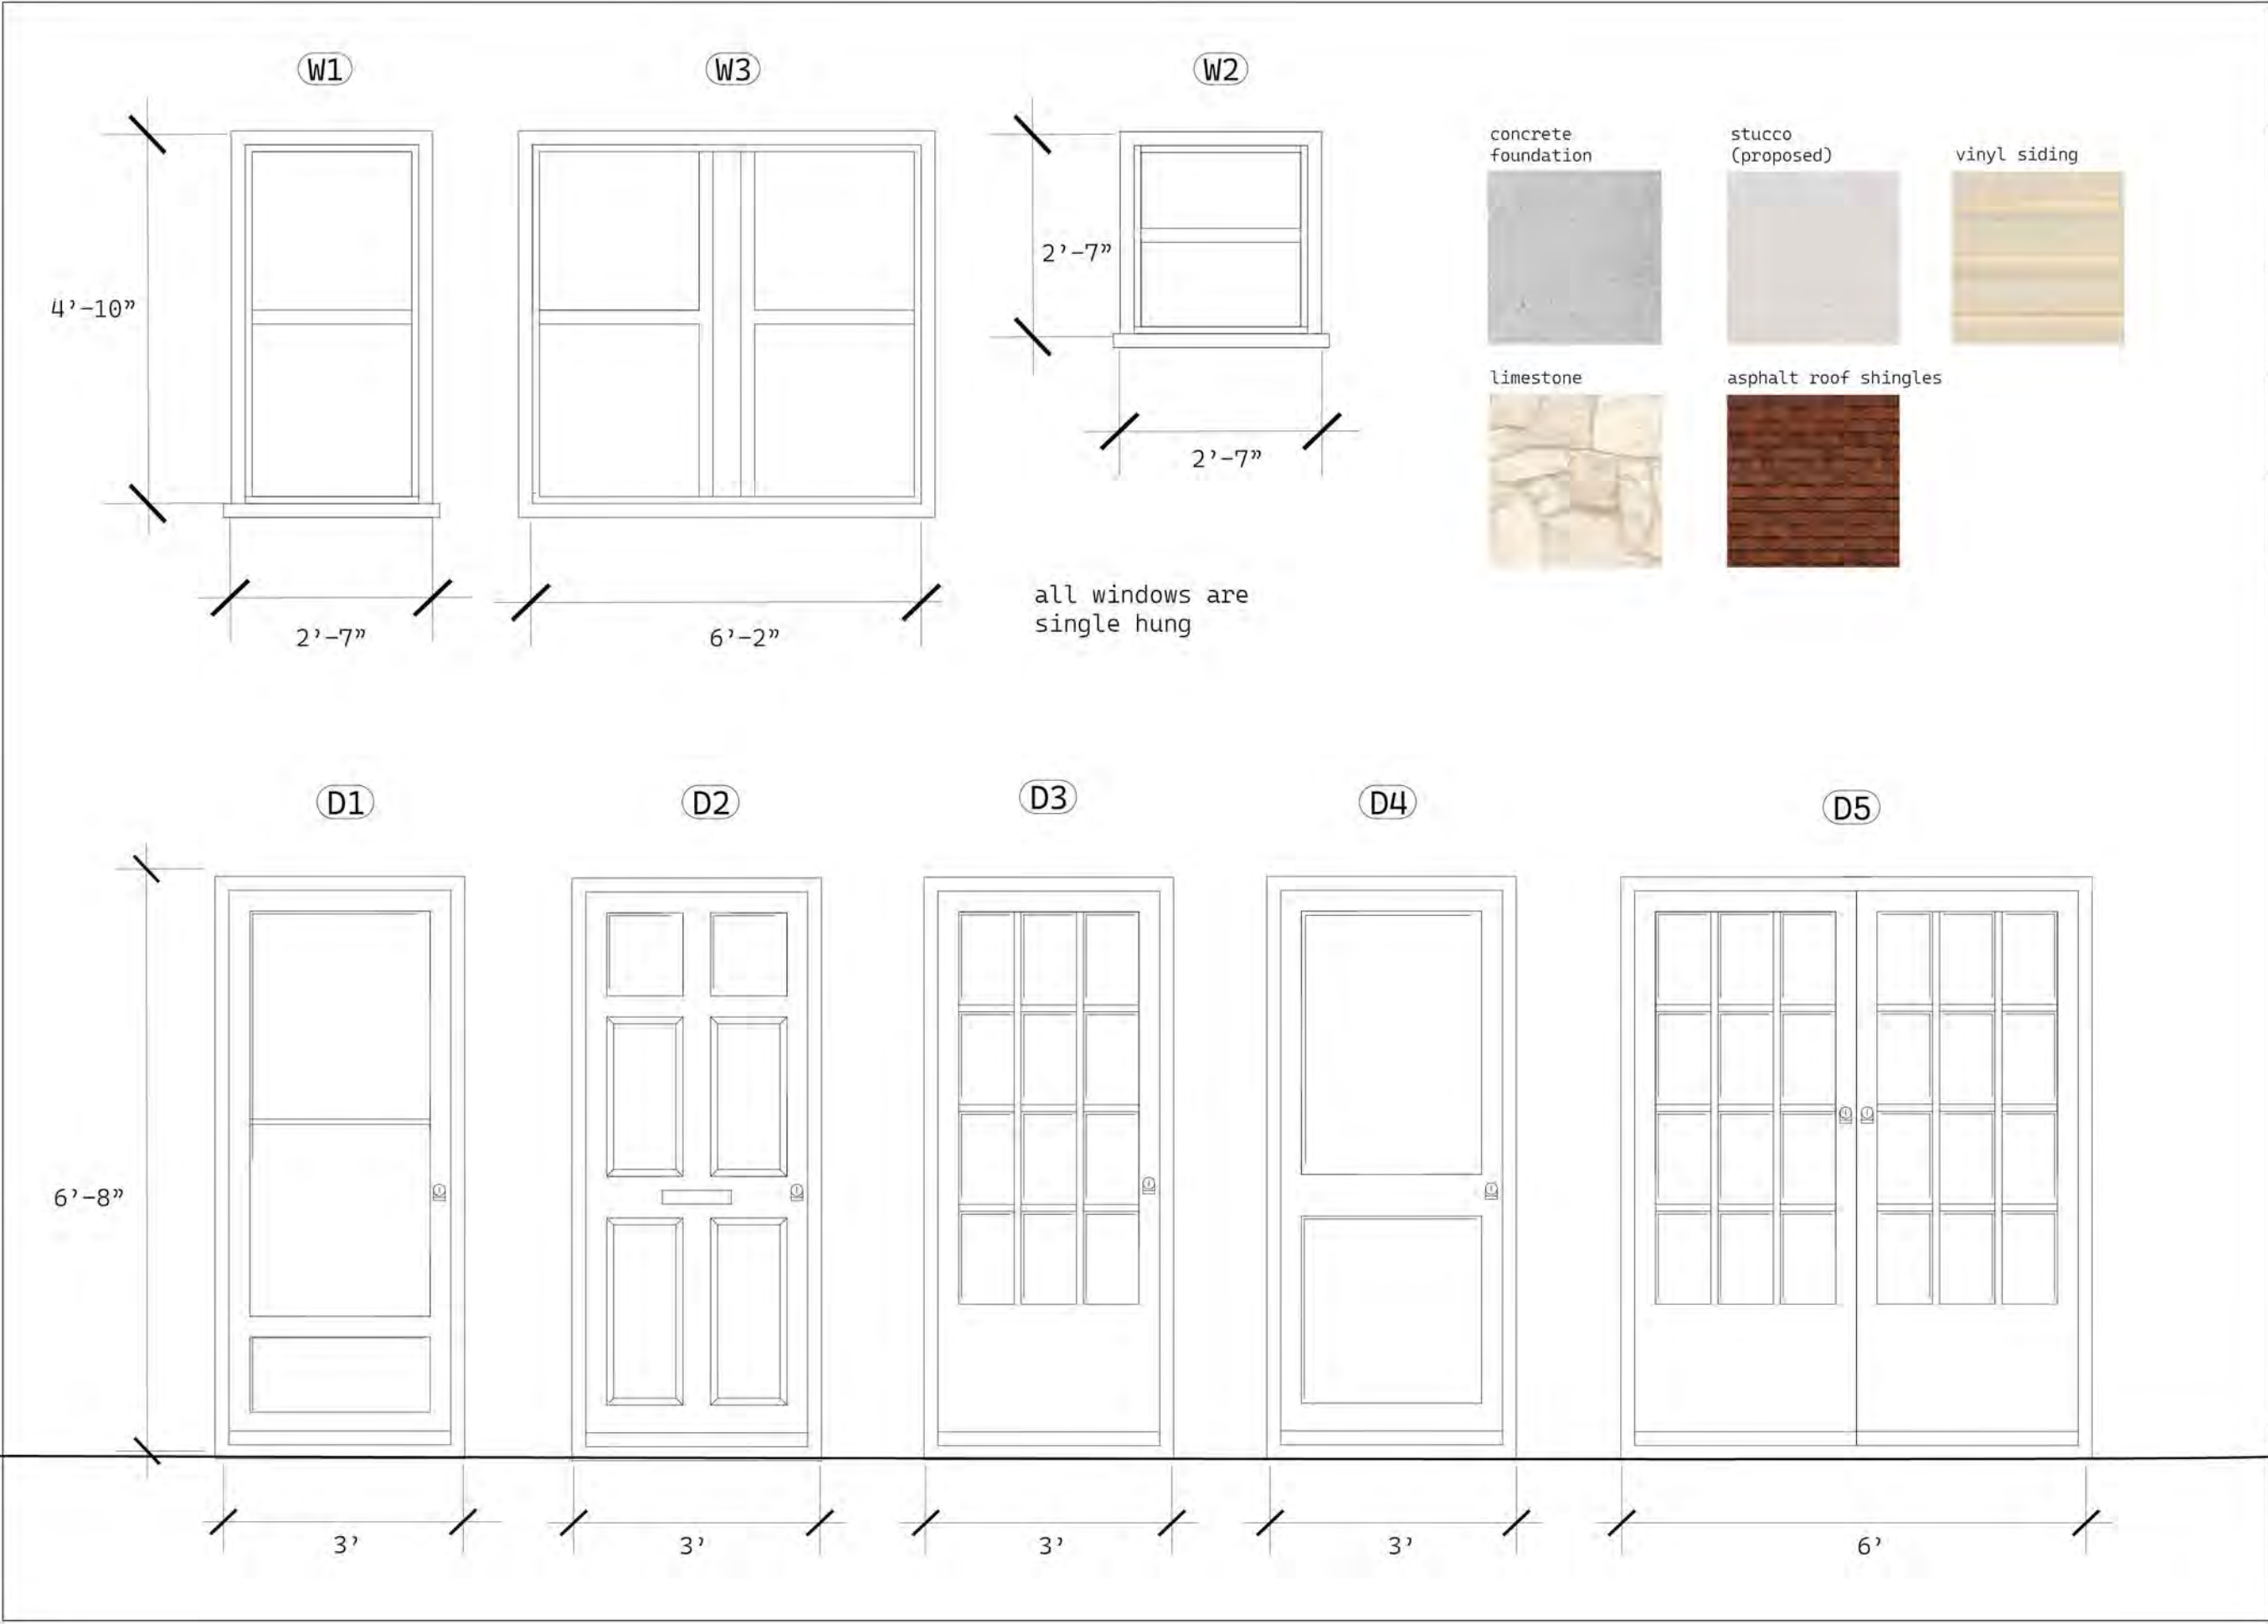 W1
W3
W2
concrete
foundation
stucco
(proposed)
vinyl siding
4’-10”
2’-7”
limestone
asphalt roof shingles
2’-7”
2’-7”
6’-2”
all windows are
single hung
D1
D2
D3
D4
D5
6’-8”
3’
3’
3’
3’
6’